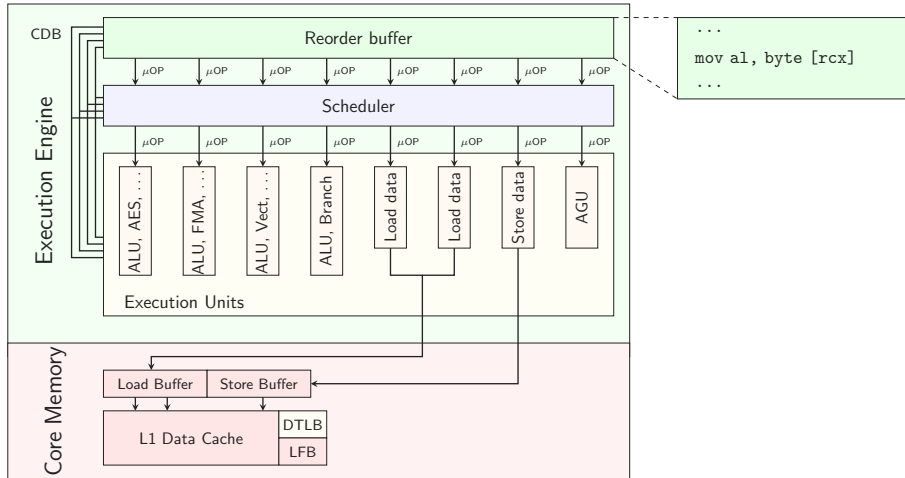 CDB
Reorder buffer
...
mov al, byte [rcx]
...
μOP μOP μOP μOP μOP μOP μOP μOP
Scheduler
μOP μOP μOP μOP μOP μOP μOP μOP
Execution Engine
ALU, AES, ...
ALU, FMA, ...
ALU, Vect, ...
ALU, Branch
Load data
Load data
Store data
AGU
Execution Units
Core Memory
Load Buffer
Store Buffer
L1 Data Cache
DTLB
LFB